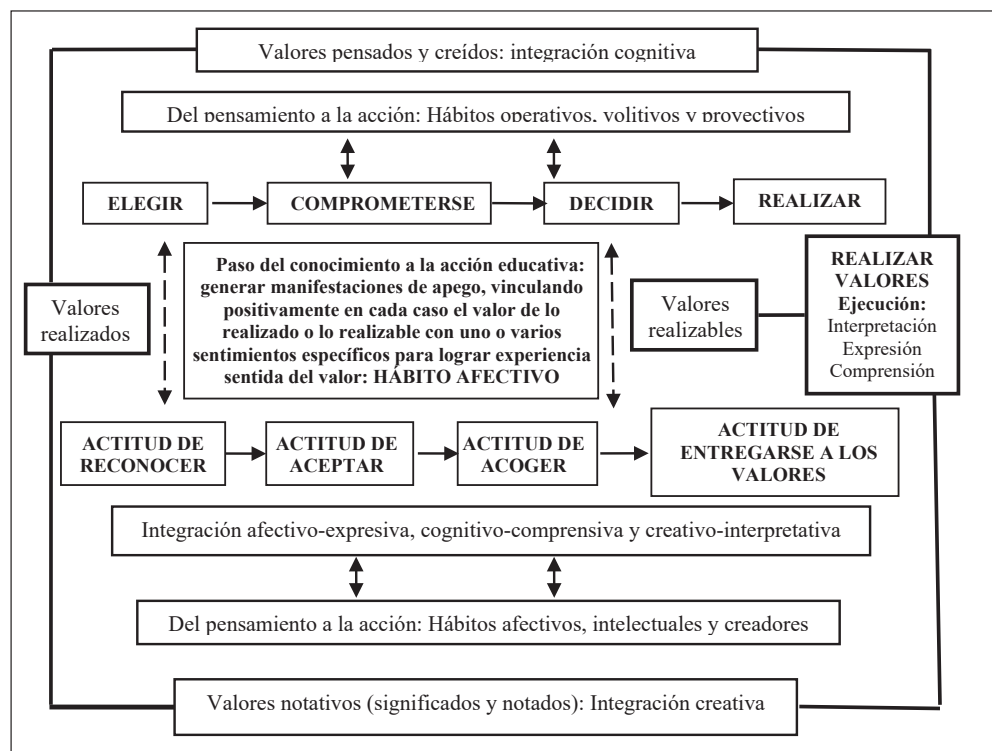 Valores pensados y creídos: integración cognitiva
Del pensamiento a la acción: Hábitos operativos, volitivos y proyectivos
ELEGIR
COMPROMETERSE
DECIDIR
REALIZAR
Valores
realizados
Paso del conocimiento a la acción educativa:
generar manifestaciones de apego, vinculando
positivamente en cada caso el valor de lo
realizado o lo realizable con uno o varios
sentimientos específicos para lograr experiencia
sentida del valor: HÁBITO AFECTIVO
Valores
realizables
REALIZAR
VALORES
Ejecución:
Interpretación
Expresión
Comprensión
ACTITUD DE
RECONOCER
ACTITUD DE
ACEPTAR
ACTITUD DE
ACOGER
ACTITUD DE
ENTREGARSE A LOS
VALORES
Integración afectivo-expresiva, cognitivo-comprensiva y creativo-interpretativa
Del pensamiento a la acción: Hábitos afectivos, intelectuales y creadores
Valores notativos (significados y notados): Integración creativa